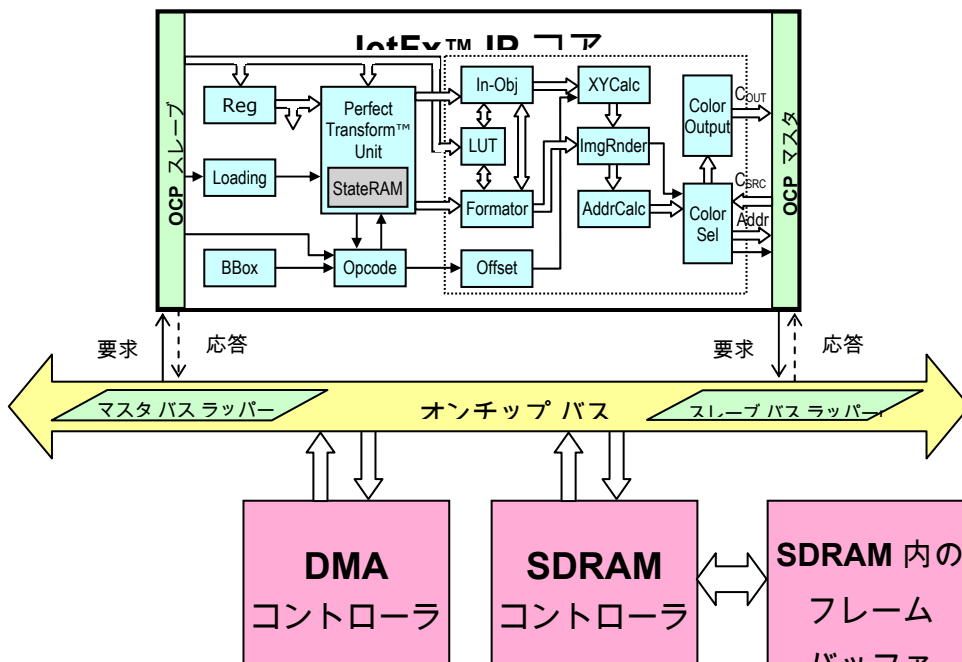 IP コア
OCP スレーブ
Reg
Perfect
Transform™
Unit
StateRAM
Loading
BBox
Opcode
In-Obj
LUT
Formator
Offset
XYCalc
ImgRnder
AddrCalc
Color
Output
Color
Sel
COUT
CSRC
Addr
OCP マスタ
要求
応答
要求
応答
マスタ バス ラッパー
オンチップ バス
スレーブ バス ラッパー
DMA
コントローラ
SDRAM
コントローラ
SDRAM 内の
フレーム
バッファ